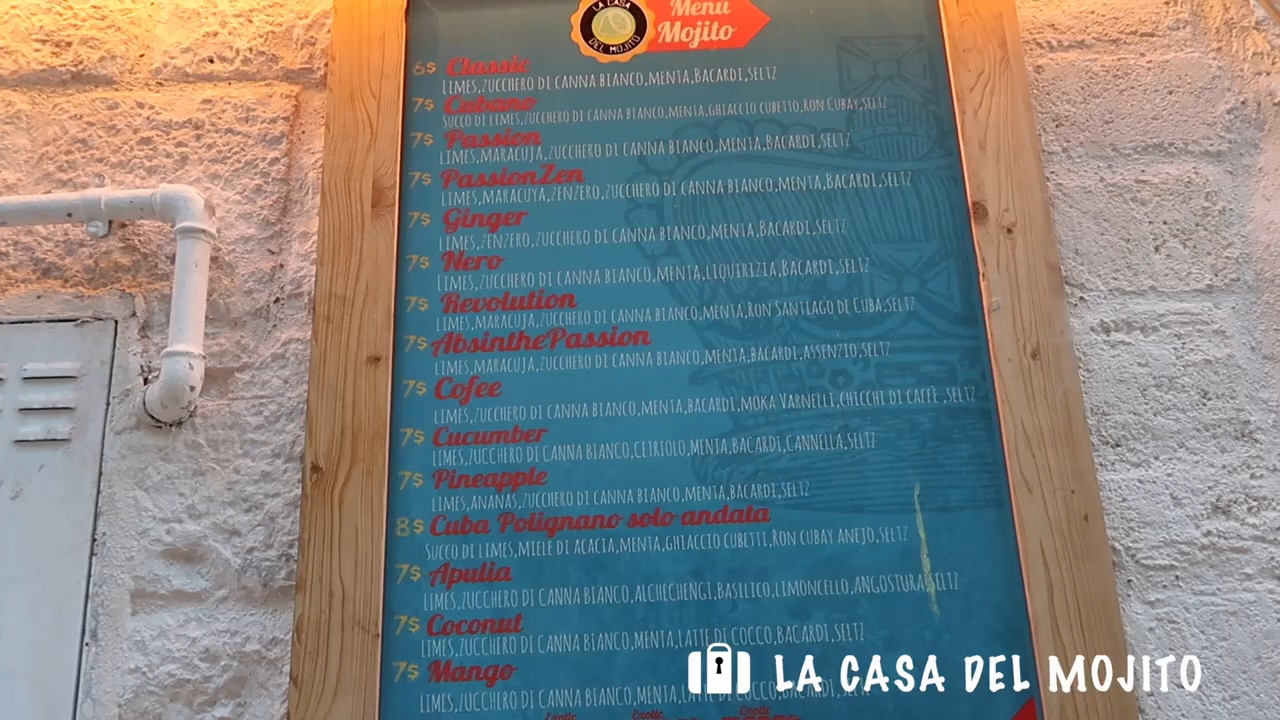 LA CASA
DEL MOJITO
Menu
Mojito
6$ Classic
LIMES,ZUCCHERO DI CANNA BIANCO,MENTA,BACARDI,SELTZ
7$ Cubano
SUCCO DI LIMES,ZUCCHERO DI CANNA BIANCO,MENTA,GHIACCIO CUBETTO,RON CUBAY,SELTZ
7$ Passion
LIMES,MARACUJA,ZUCCHERO DI CANNA BIANCO,MENTA,BACARDI,SELTZ
7$ PassionZen
LIMES,MARACUYA,ZENZERO,ZUCCHERO DI CANNA BIANCO,MENTA,BACARDI,SELTZ
7$ Ginger
LIMES,ZENZERO,ZUCCHERO DI CANNA BIANCO,MENTA,BACARDI,SELTZ
7$ Nero
LIMES,ZUCCHERO DI CANNA BIANCO,MENTA,LIQUIRIZIA,BACARDI,SELTZ
7$ Revolution
LIMES,MARACUJA,ZUCCHERO DI CANNA BIANCO,MENTA,RON SANTIAGO DE CUBA,SELTZ
7$ AbsinthePassion
LIMES,MARACUJA,ZUCCHERO DI CANNA BIANCO,MENTA,BACARDI,ASSENZIO,SELTZ
7$ Cofee
LIMES,ZUCCHERO DI CANNA BIANCO,MENTA,BACARDI,MOKA VARNELLI,CHICCHI DI CAFFÈ ,SELTZ
7$ Cucumber
LIMES,ZUCCHERO DI CANNA BIANCO,CETRIOLO,MENTA,BACARDI,CANNELLA,SELTZ
7$ Pineapple
LIMES,ANANAS,ZUCCHERO DI CANNA BIANCO,MENTA,BACARDI,SELTZ
8$ Cuba Polignano solo andata
SUCCO DI LIMES,MIELE DI ACACIA,MENTA,GHIACCIO CUBETTI,RON CUBAY ANEJO,SELTZ
7$ Apulia
LIMES,ZUCCHERO DI CANNA BIANCO,ALCHECHENGI,BASILICO,LIMONCELLO,ANGOSTURA,SELTZ
7$ Coconut
LIMES,ZUCCHERO DI CANNA BIANCO,MENTA,LATTE DI COCCO,BACARDI,SELTZ
7$ Mango
LIMES,ZUCCHERO DI CANNA BIANCO,MENTA,LATTE DI COCCO,BACARDI,SELTZ
Exotic Exotic Exotic
LA CASA DEL MOJITO